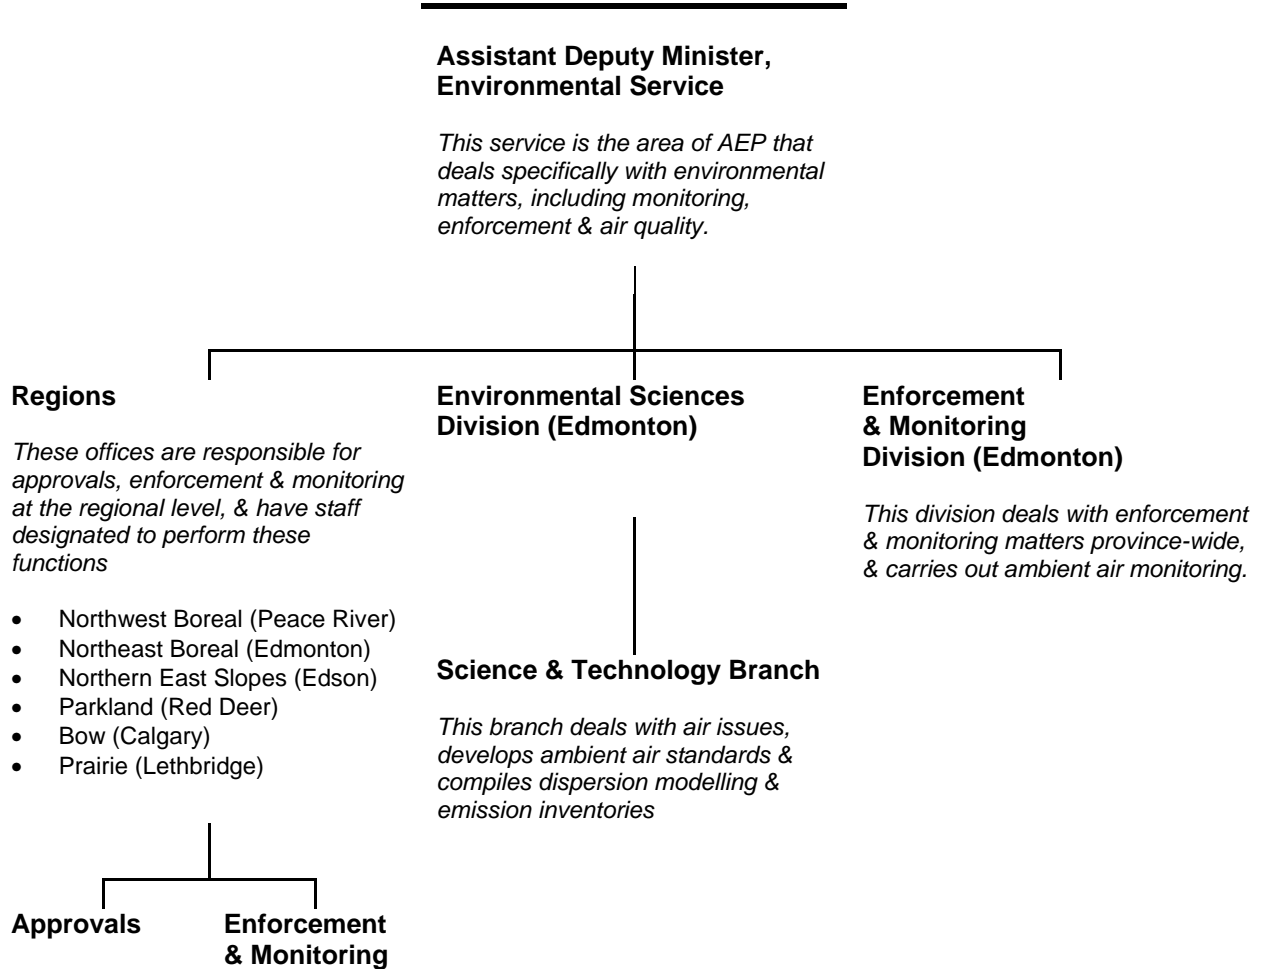 Assistant Deputy Minister,
Environmental Service
This service is the area of AEP that
deals specifically with environmental
matters, including monitoring,
enforcement & air quality.
Regions
These offices are responsible for
approvals, enforcement & monitoring
at the regional level, & have staff
designated to perform these
functions
• Northwest Boreal (Peace River)
• Northeast Boreal (Edmonton)
• Northern East Slopes (Edson)
• Parkland (Red Deer)
• Bow (Calgary)
• Prairie (Lethbridge)
Approvals
Enforcement
& Monitoring
Environmental Sciences
Division (Edmonton)
Science & Technology Branch
This branch deals with air issues,
develops ambient air standards &
compiles dispersion modelling &
emission inventories
Enforcement
& Monitoring
Division (Edmonton)
This division deals with enforcement
& monitoring matters province-wide,
& carries out ambient air monitoring.